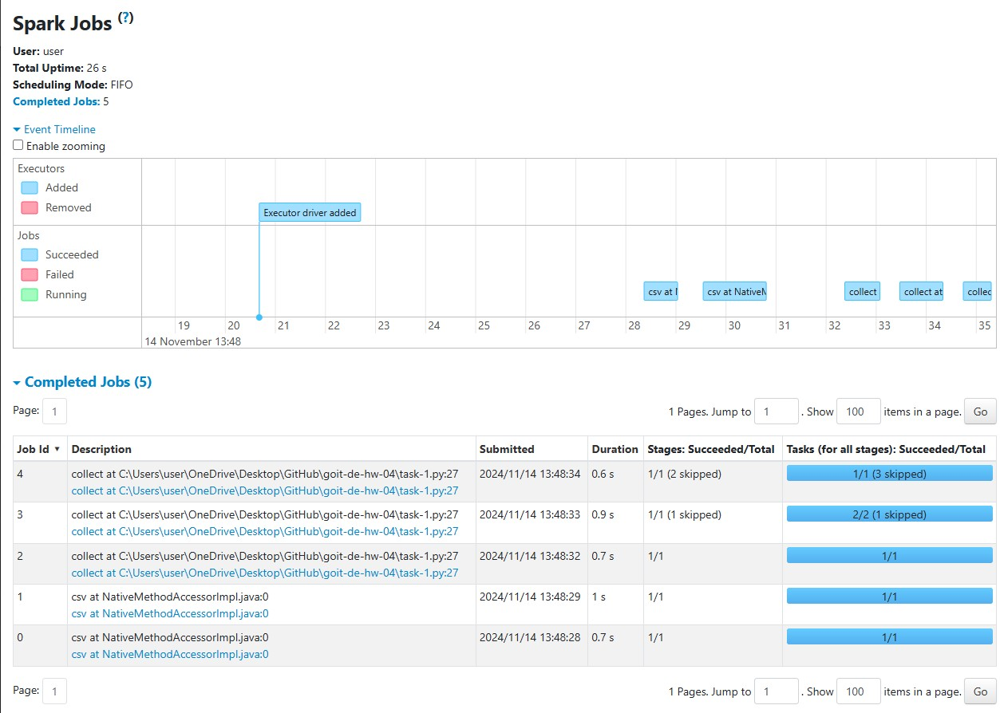 Spark Jobs (?)
User: user
Total Uptime: 26 s
Scheduling Mode: FIFO
Completed Jobs: 5
Event Timeline
Enable zooming
Executors
Added
Removed
Executor driver added
Jobs
Succeeded
Failed
Running
csv at N
csv at NativeM
collect
collect at
collec
19 20 21 22 23 24 25 26 27 28 29 30 31 32 33 34 35
14 November 13:48
Completed Jobs (5)
Page: 1 1 Pages. Jump to 1 . Show 100 items in a page. Go
Job Id ▾ Description Submitted Duration Stages: Succeeded/Total Tasks (for all stages): Succeeded/Total
4 collect at C:\Users\user\OneDrive\Desktop\GitHub\goit-de-hw-04\task-1.py:27 2024/11/14 13:48:34 0.6 s 1/1 (2 skipped) 1/1 (3 skipped)
collect at C:\Users\user\OneDrive\Desktop\GitHub\goit-de-hw-04\task-1.py:27
3 collect at C:\Users\user\OneDrive\Desktop\GitHub\goit-de-hw-04\task-1.py:27 2024/11/14 13:48:33 0.9 s 1/1 (1 skipped) 2/2 (1 skipped)
collect at C:\Users\user\OneDrive\Desktop\GitHub\goit-de-hw-04\task-1.py:27
2 collect at C:\Users\user\OneDrive\Desktop\GitHub\goit-de-hw-04\task-1.py:27 2024/11/14 13:48:32 0.7 s 1/1 1/1
collect at C:\Users\user\OneDrive\Desktop\GitHub\goit-de-hw-04\task-1.py:27
1 csv at NativeMethodAccessorImpl.java:0 2024/11/14 13:48:29 1 s 1/1 1/1
csv at NativeMethodAccessorImpl.java:0
0 csv at NativeMethodAccessorImpl.java:0 2024/11/14 13:48:28 0.7 s 1/1 1/1
csv at NativeMethodAccessorImpl.java:0
Page: 1 1 Pages. Jump to 1 . Show 100 items in a page. Go